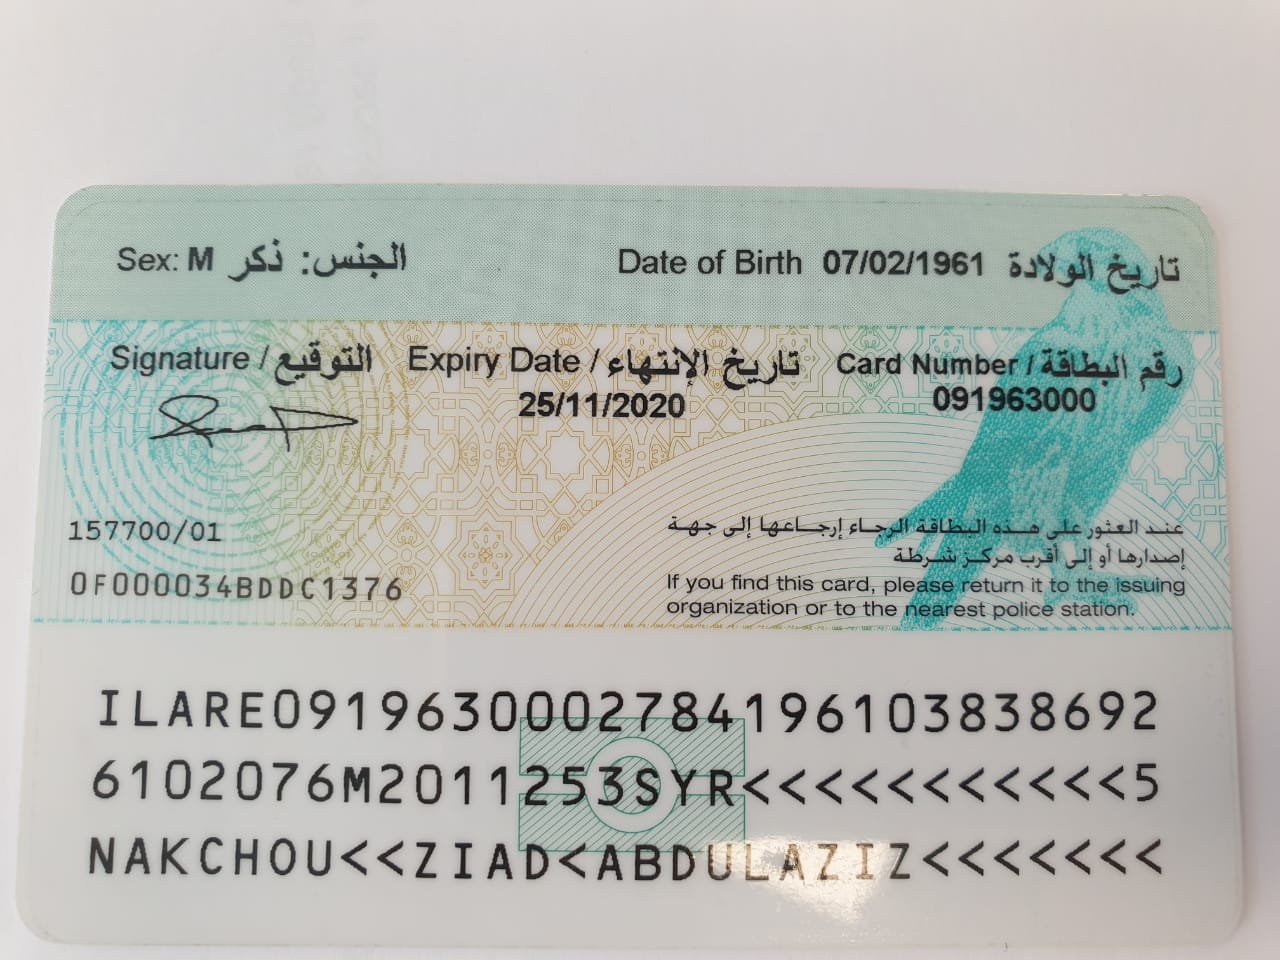 Sex: M الجنس: ذكر
Date of Birth 07/02/1961 تاريخ الولادة
Signature / التوقيع
Expiry Date / تاريخ الإنتهاء
25/11/2020
Card Number / رقم البطاقة
091963000
157700/01
0F000034BDDC1376
عند العثور على هذه البطاقة الرجاء إرجاعها إلى جهة
إصدارها أو إلى أقرب مركز شرطة
If you find this card, please return it to the issuing
organization or to the nearest police station.
ILARE0919630002784196103838692
6102076M2011253SYR<<<<<<<<<<<5
NAKCHOU<<ZIAD<ABDULAZIZ<<<<<<<